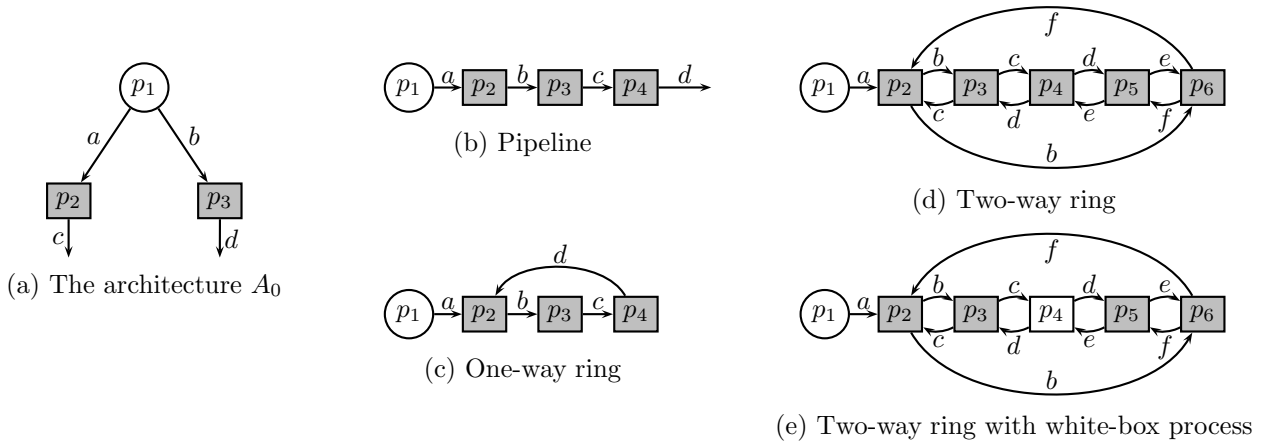 p1
a
b
p2
p3
c
d
(a) The architecture A0
p1 a p2 b p3 c p4 d
(b) Pipeline
d
p1 a p2 b p3 c p4
(c) One-way ring
f
b c d e
p1 a p2 p3 p4 p5 p6
c d e f
b
(d) Two-way ring
f
b c d e
p1 a p2 p3 p4 p5 p6
c d e f
b
(e) Two-way ring with white-box process